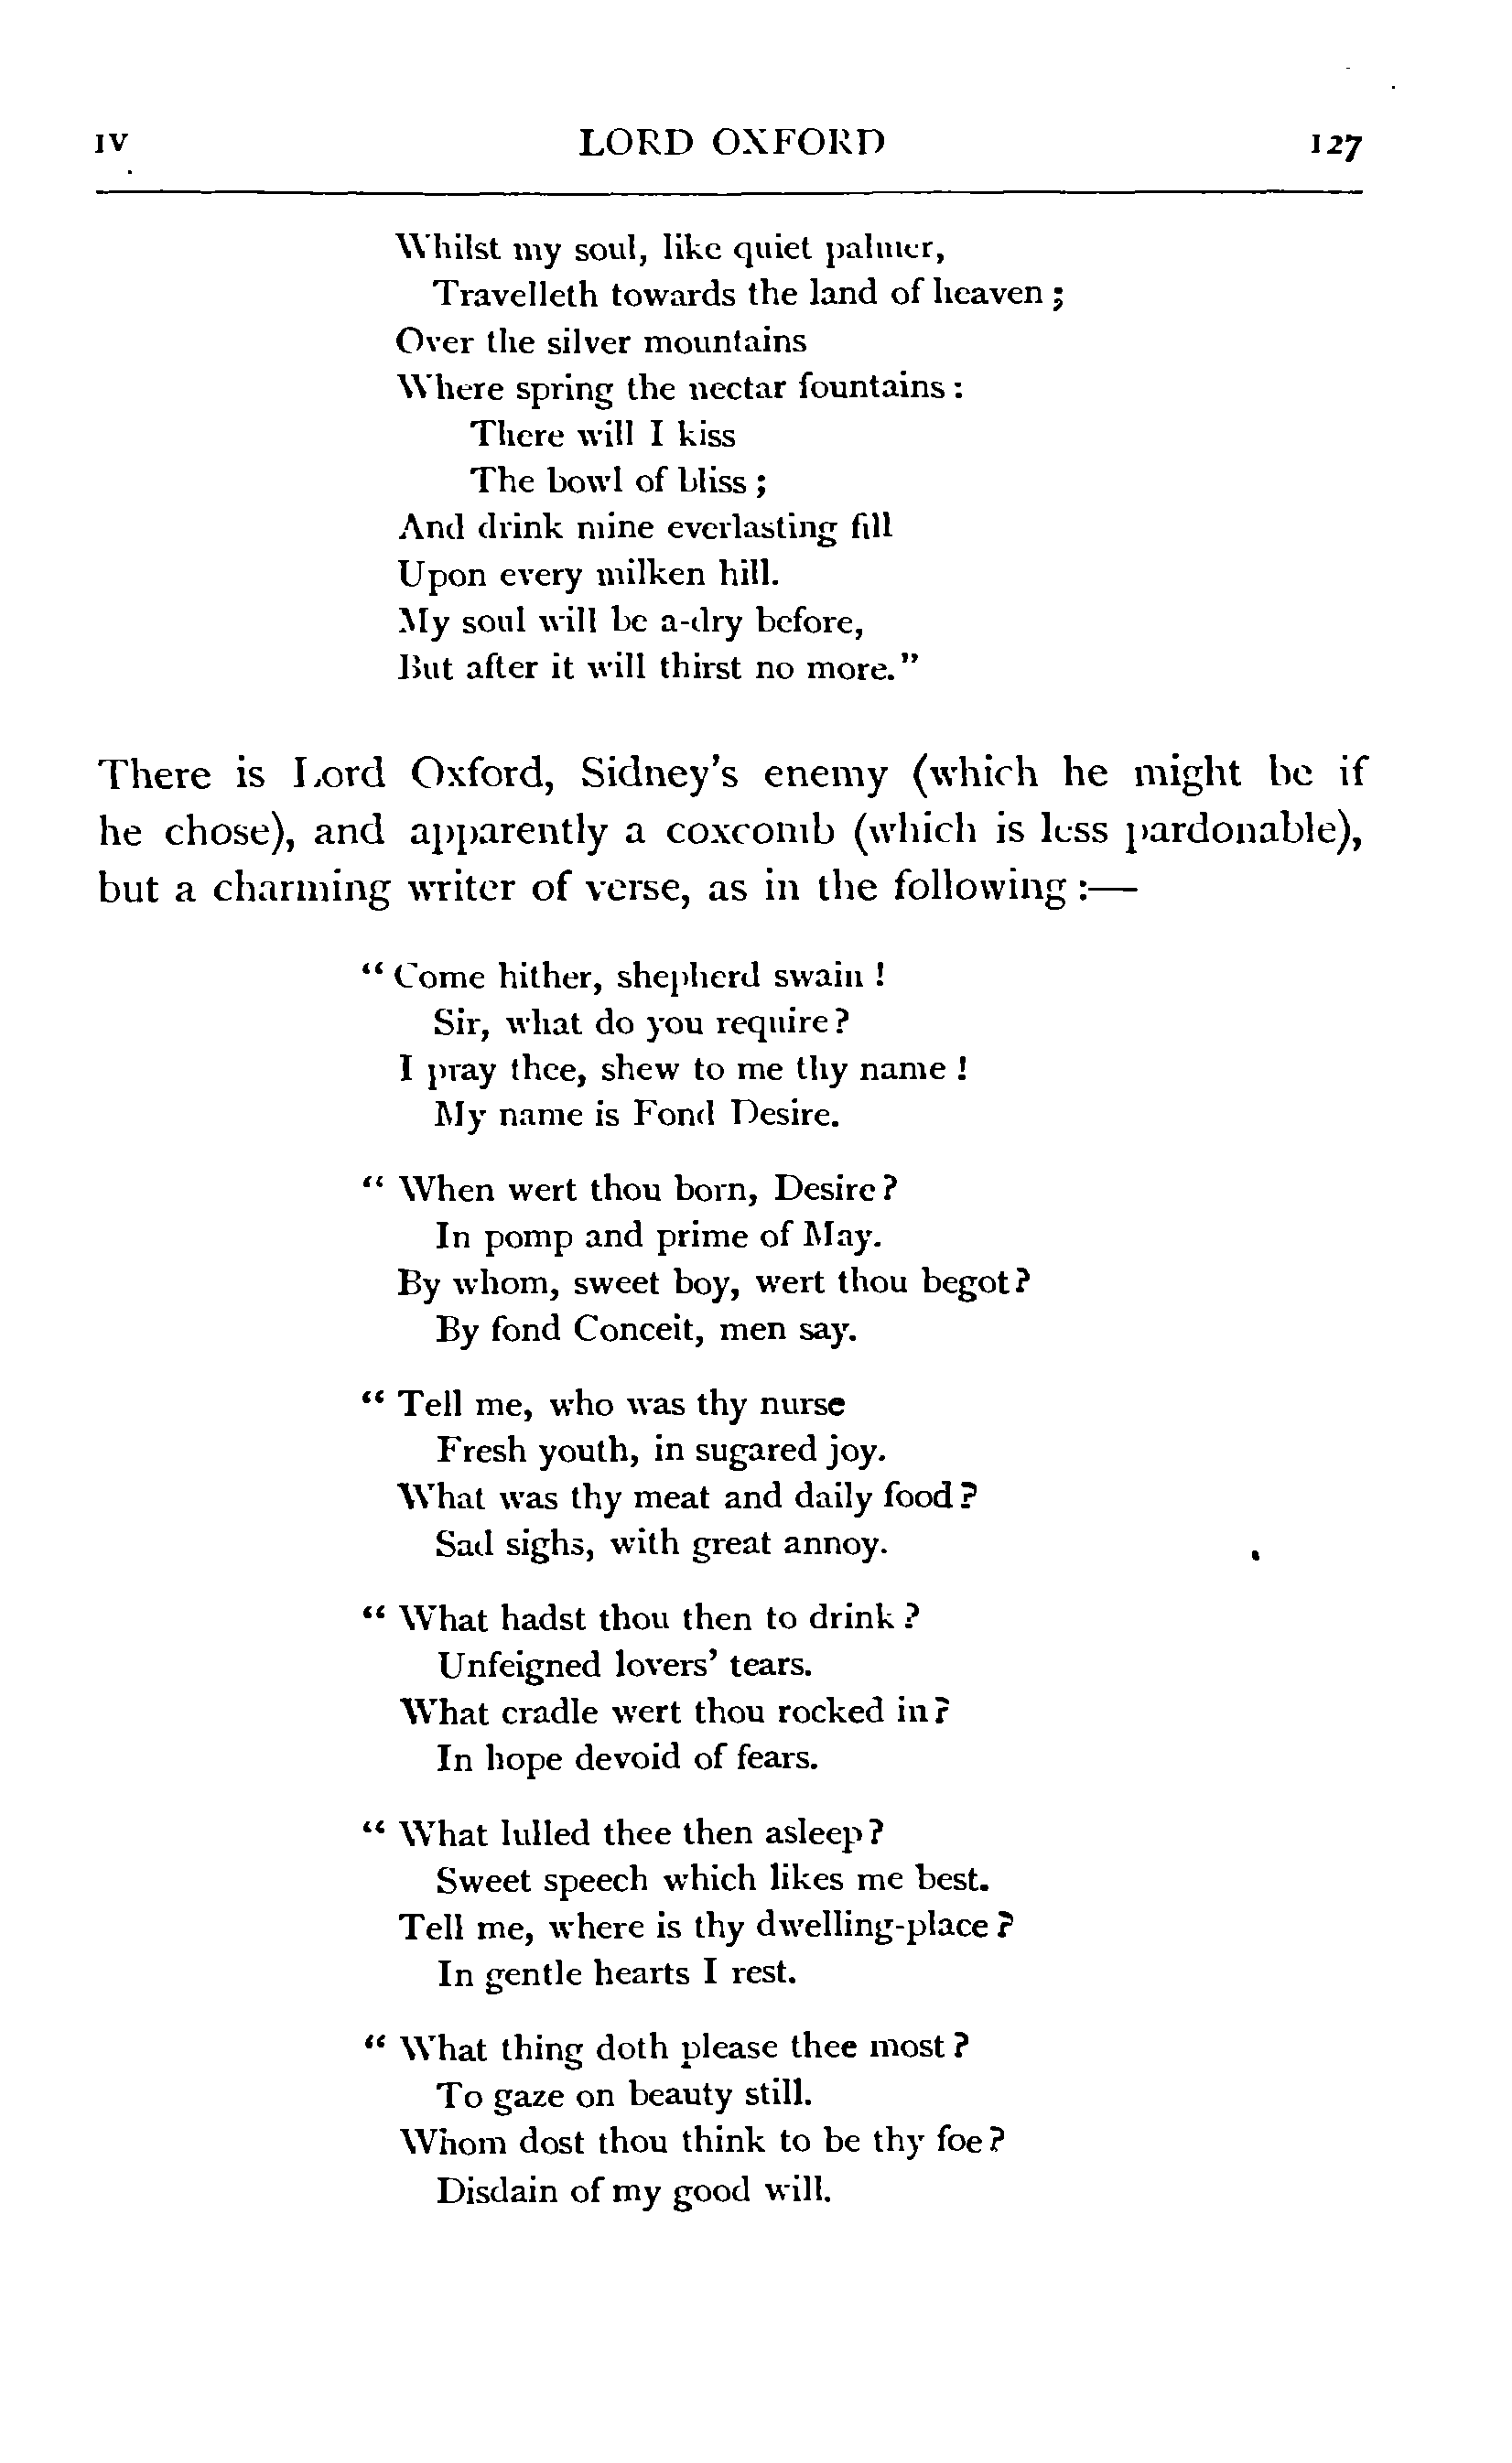 IV LORD OXFORD 127
Whilst my soul, like quiet palmer,
Travelleth towards the land of heaven ;
Over the silver mountains
Where spring the nectar fountains :
There will I kiss
The bowl of bliss ;
And drink mine everlasting fill
Upon every milken hill.
My soul will be a-dry before,
But after it will thirst no more."
There is Lord Oxford, Sidney's enemy (which he might be if
he chose), and apparently a coxcomb (which is less pardonable),
but a charming writer of verse, as in the following :—
" Come hither, shepherd swain !
Sir, what do you require ?
I pray thee, shew to me thy name !
My name is Fond Desire.
" When wert thou born, Desire ?
In pomp and prime of May.
By whom, sweet boy, wert thou begot ?
By fond Conceit, men say.
" Tell me, who was thy nurse
Fresh youth, in sugared joy.
What was thy meat and daily food ?
Sad sighs, with great annoy.
" What hadst thou then to drink ?
Unfeigned lovers' tears.
What cradle wert thou rocked in ?
In hope devoid of fears.
" What lulled thee then asleep ?
Sweet speech which likes me best.
Tell me, where is thy dwelling-place ?
In gentle hearts I rest.
" What thing doth please thee most ?
To gaze on beauty still.
Whom dost thou think to be thy foe ?
Disdain of my good will.